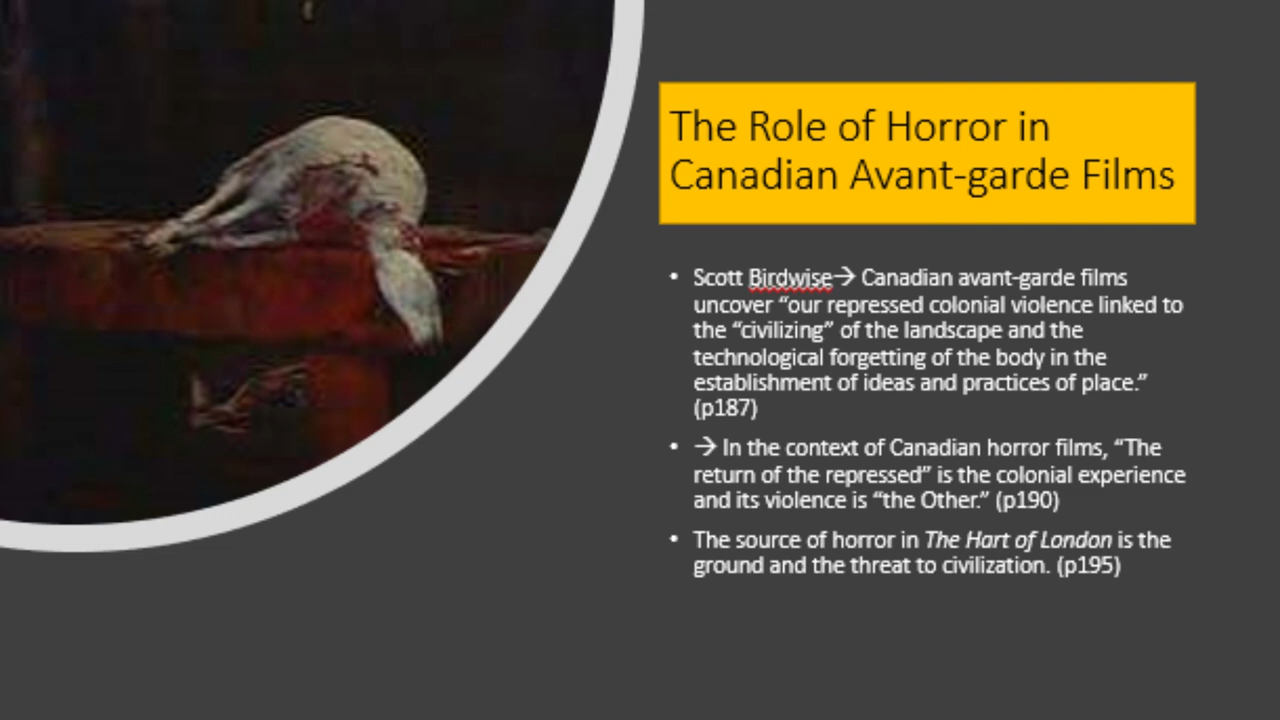 The Role of Horror in
Canadian Avant-garde Films
• Scott Birdwise→ Canadian avant-garde films
uncover “our repressed colonial violence linked to
the “civilizing” of the landscape and the
technological forgetting of the body in the
establishment of ideas and practices of place.”
(p187)
• → In the context of Canadian horror films, “The
return of the repressed” is the colonial experience
and its violence is “the Other.” (p190)
• The source of horror in The Hart of London is the
ground and the threat to civilization. (p195)